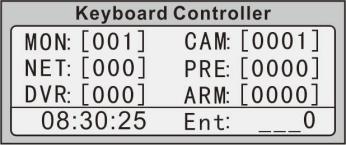 Keyboard Controller
MON: [001] CAM: [0001]
NET: [000] PRE: [0000]
DVR: [000] ARM: [0000]
08:30:25 Ent: ___0